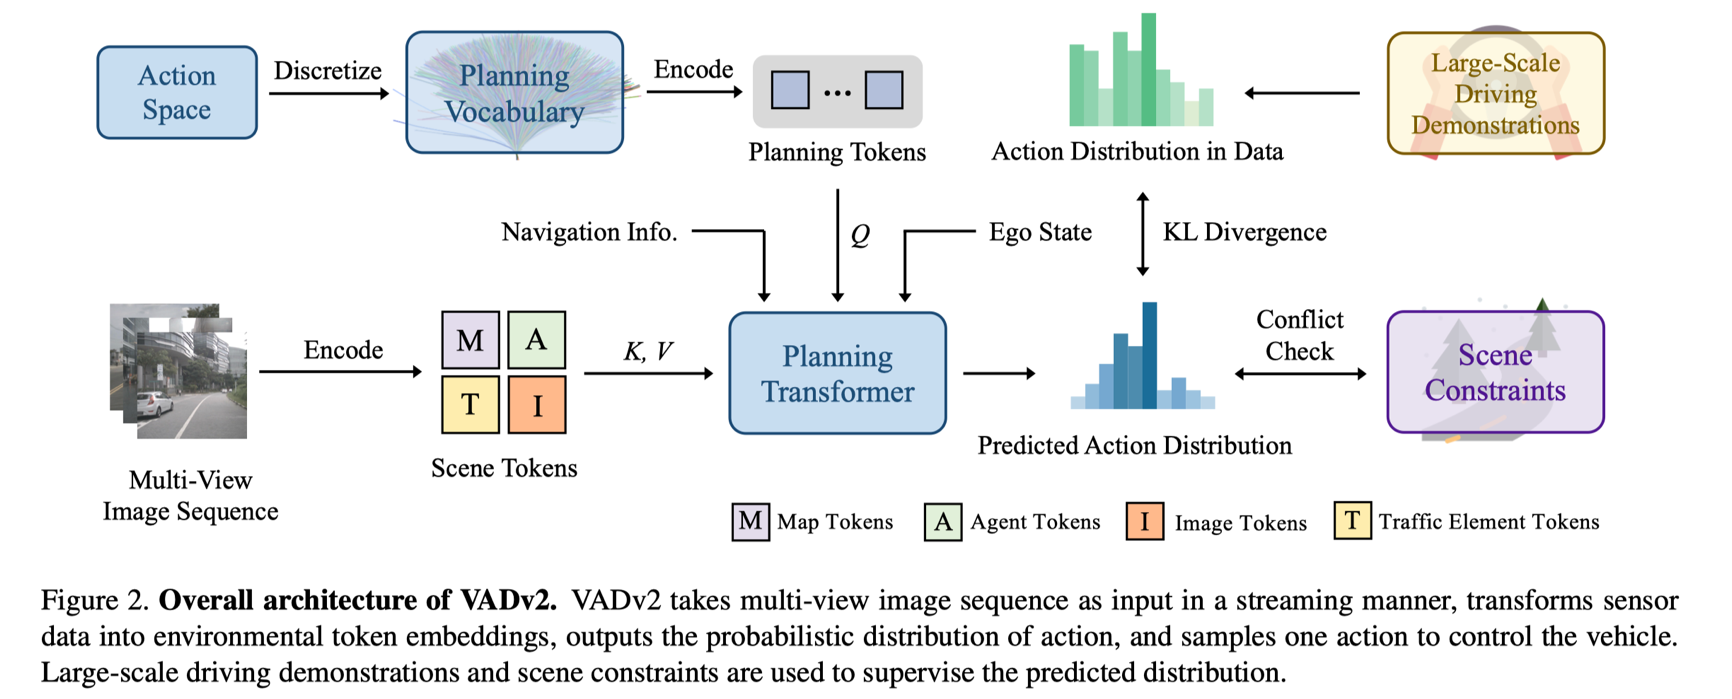 Action
Space
Discretize
Planning
Vocabulary
Encode
...
Planning Tokens
Action Distribution in Data
Large-Scale
Driving
Demonstrations
Navigation Info.
Q
Ego State
KL Divergence
Multi-View
Image Sequence
Encode
M
A
T
I
Scene Tokens
K, V
Planning
Transformer
Predicted Action Distribution
Conflict
Check
Scene
Constraints
M Map Tokens
A Agent Tokens
I Image Tokens
T Traffic Element Tokens
Figure 2. Overall architecture of VADv2. VADv2 takes multi-view image sequence as input in a streaming manner, transforms sensor
data into environmental token embeddings, outputs the probabilistic distribution of action, and samples one action to control the vehicle.
Large-scale driving demonstrations and scene constraints are used to supervise the predicted distribution.